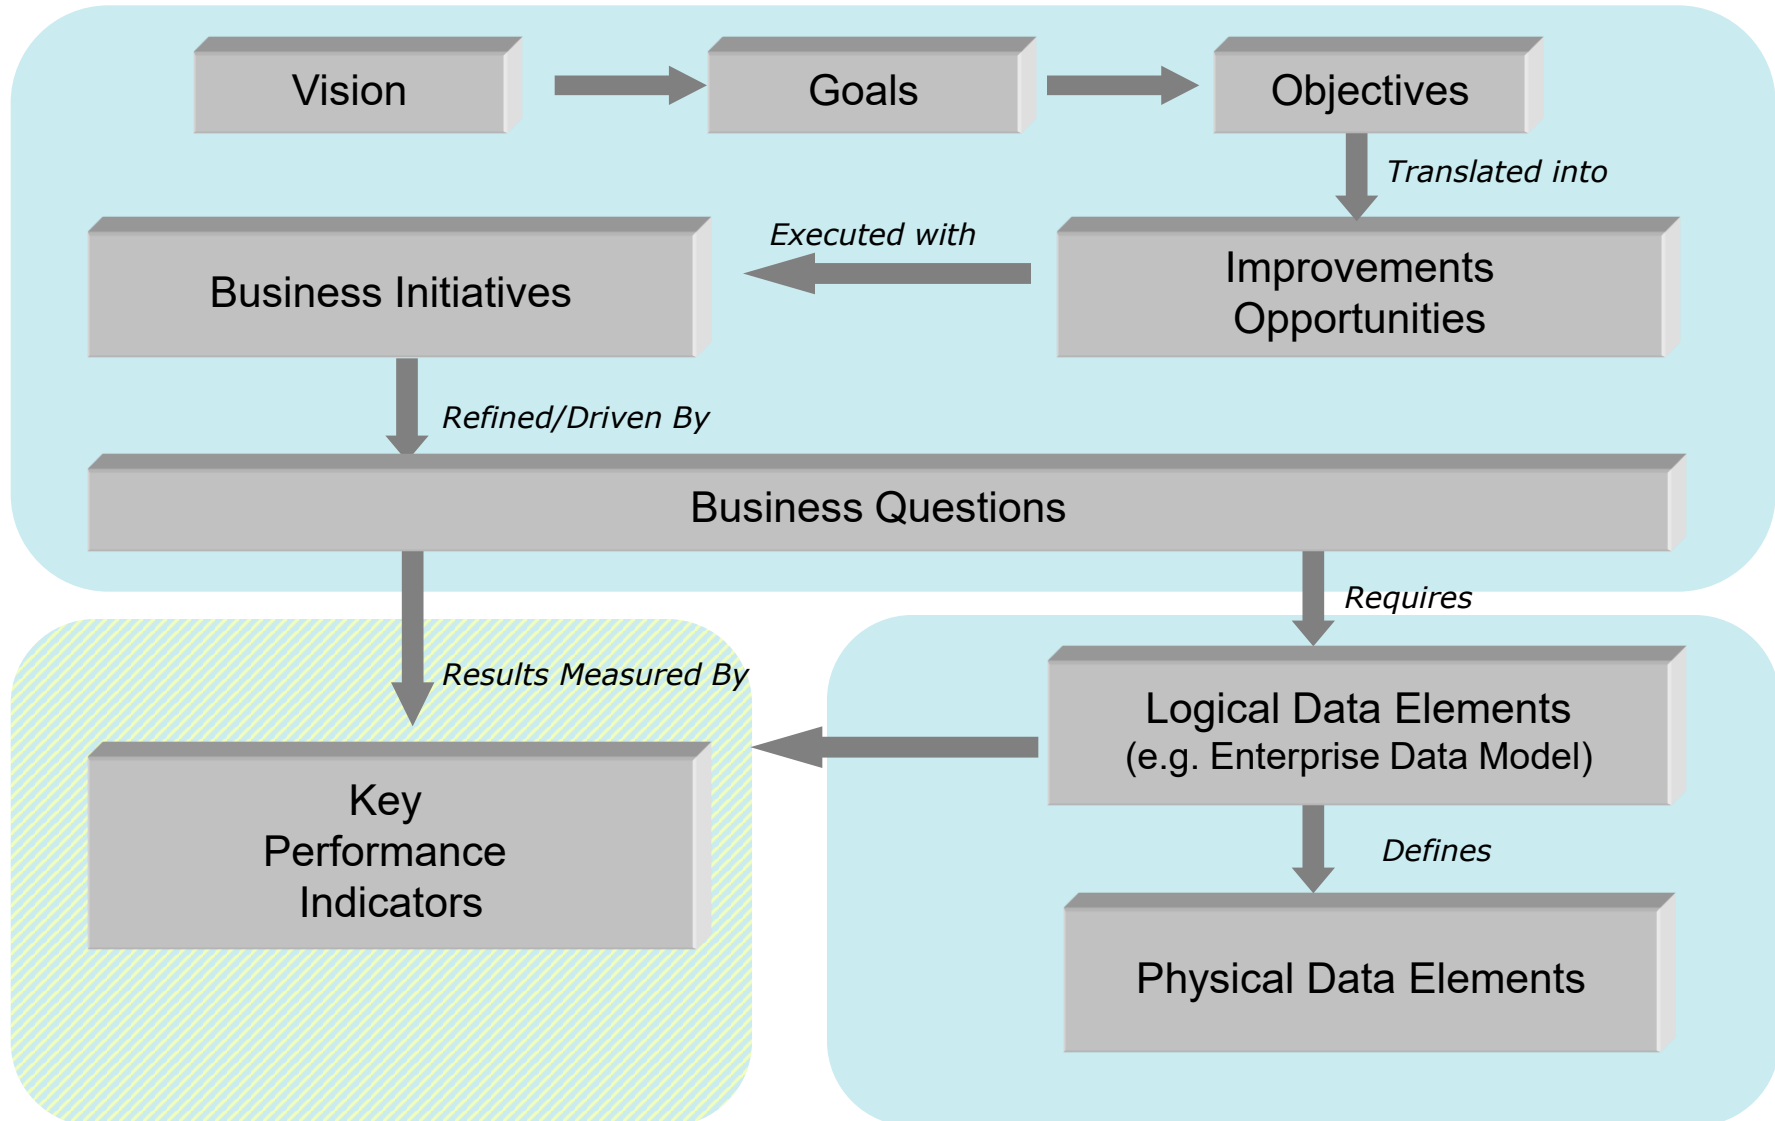 Vision
Goals
Objectives
Translated into
Executed with
Business Initiatives
Improvements
Opportunities
Refined/Driven By
Business Questions
Requires
Results Measured By
Logical Data Elements
(e.g. Enterprise Data Model)
Key
Performance
Indicators
Defines
Physical Data Elements